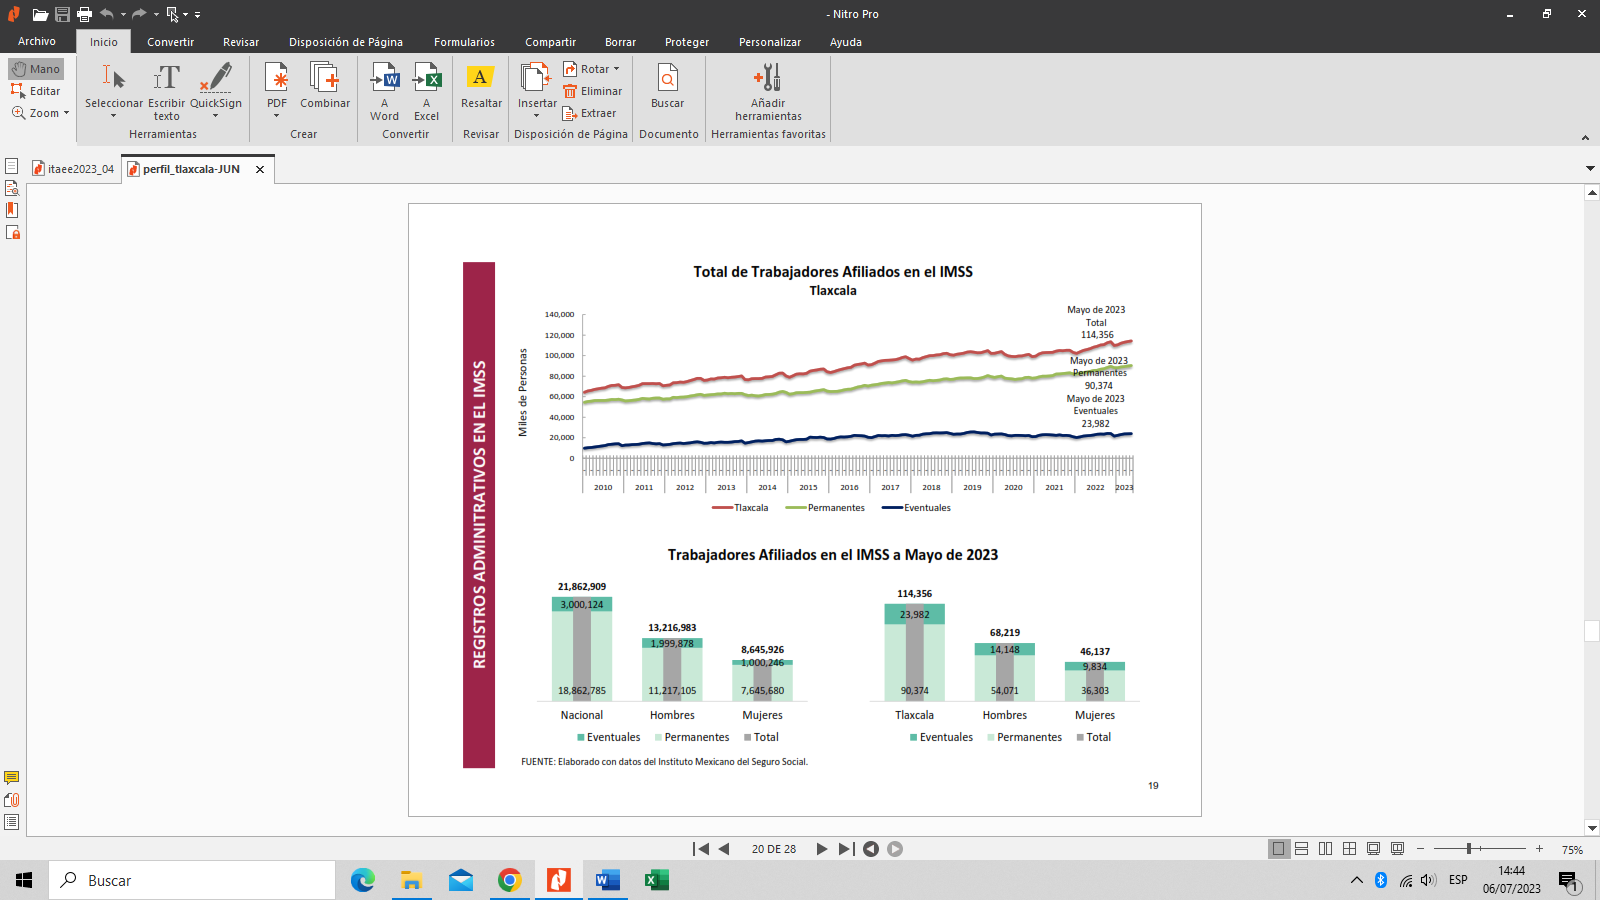 - Nitro Pro
Archivo
Inicio
Convertir
Revisar
Disposición de Página
Formularios
Compartir
Borrar
Proteger
Personalizar
Ayuda
Mano
Editar
Zoom
Seleccionar
Escribir
texto
QuickSign
Herramientas
PDF
Combinar
Crear
A
Word
A
Excel
Convertir
Resaltar
Revisar
Insertar
Rotar
Eliminar
Extraer
Disposición de Página
Buscar
Documento
Añadir
herramientas
Herramientas favoritas
itaee2023_04
perfil_tlaxcala-JUN
REGISTROS ADMINITRATIVOS EN EL IMSS
Total de Trabajadores Afiliados en el IMSS
Tlaxcala
Miles de Personas
140,000
120,000
100,000
80,000
60,000
40,000
20,000
0
Mayo de 2023
Total
114,356
Mayo de 2023
Permanentes
90,374
Mayo de 2023
Eventuales
23,982
2010 2011 2012 2013 2014 2015 2016 2017 2018 2019 2020 2021 2022 2023
Tlaxcala Permanentes Eventuales
Trabajadores Afiliados en el IMSS a Mayo de 2023
21,862,909
3,000,124
18,862,785
13,216,983
1,999,878
11,217,105
8,645,926
1,000,246
7,645,680
Nacional Hombres Mujeres
Eventuales Permanentes Total
114,356
23,982
90,374
68,219
14,148
54,071
46,137
9,834
36,303
Tlaxcala Hombres Mujeres
Eventuales Permanentes Total
FUENTE: Elaborado con datos del Instituto Mexicano del Seguro Social.
19
20 DE 28
75%
Buscar
ESP
14:44
06/07/2023
1